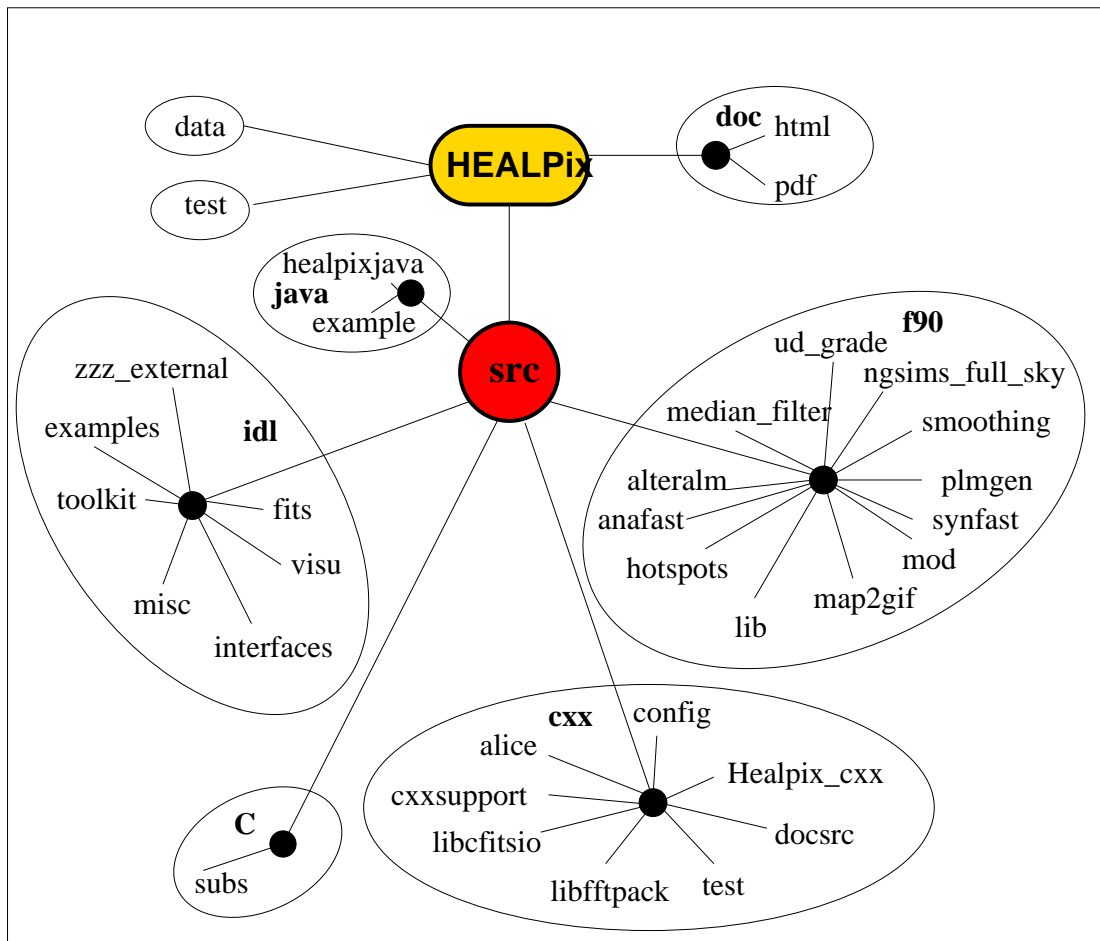 doc
data
html
HEALPix
pdf
test
healpixjava
java
example
f90
ud_grade
src
ngsims_full_sky
zzz_external
median_filter
smoothing
examples
idl
alteralm
plmgen
toolkit
fits
anafast
synfast
visu
hotspots
mod
misc
map2gif
lib
interfaces
cxx
config
alice
Healpix_cxx
cxxsupport
C
libcfitsio
docsrc
subs
libfftpack
test